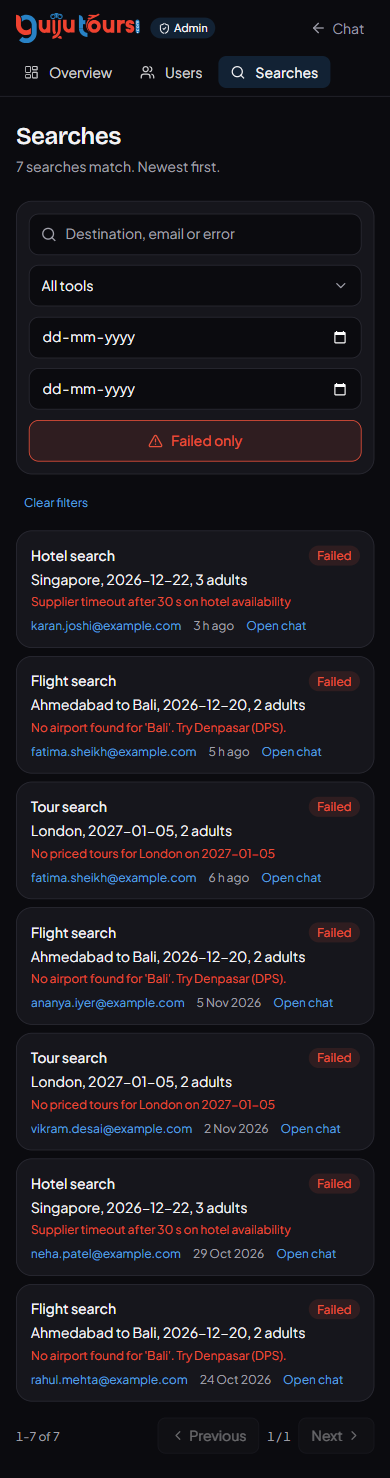 gujju tours
Admin
Chat
Overview
Users
Searches
Searches
7 searches match. Newest first.
Destination, email or error
All tools
dd-mm-yyyy
dd-mm-yyyy
Failed only
Clear filters
Hotel search Failed
Singapore, 2026-12-22, 3 adults
Supplier timeout after 30 s on hotel availability
karan.joshi@example.com 3 h ago Open chat
Flight search Failed
Ahmedabad to Bali, 2026-12-20, 2 adults
No airport found for 'Bali'. Try Denpasar (DPS).
fatima.sheikh@example.com 5 h ago Open chat
Tour search Failed
London, 2027-01-05, 2 adults
No priced tours for London on 2027-01-05
fatima.sheikh@example.com 6 h ago Open chat
Flight search Failed
Ahmedabad to Bali, 2026-12-20, 2 adults
No airport found for 'Bali'. Try Denpasar (DPS).
ananya.iyer@example.com 5 Nov 2026 Open chat
Tour search Failed
London, 2027-01-05, 2 adults
No priced tours for London on 2027-01-05
vikram.desai@example.com 2 Nov 2026 Open chat
Hotel search Failed
Singapore, 2026-12-22, 3 adults
Supplier timeout after 30 s on hotel availability
neha.patel@example.com 29 Oct 2026 Open chat
Flight search Failed
Ahmedabad to Bali, 2026-12-20, 2 adults
No airport found for 'Bali'. Try Denpasar (DPS).
rahul.mehta@example.com 24 Oct 2026 Open chat
1-7 of 7 Previous 1/1 Next